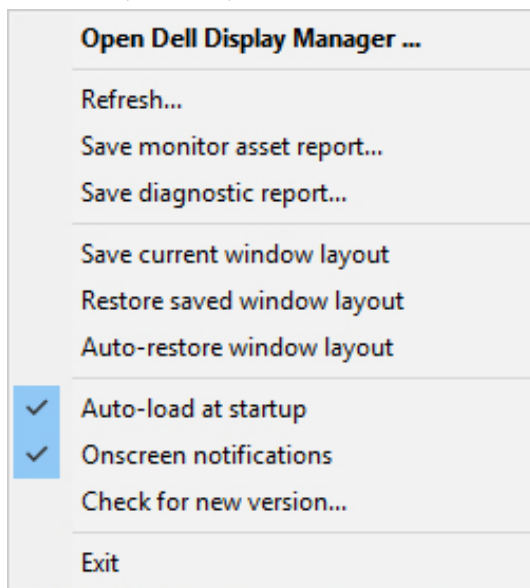 Open Dell Display Manager ...
Refresh...
Save monitor asset report...
Save diagnostic report...
Save current window layout
Restore saved window layout
Auto-restore window layout
Auto-load at startup
Onscreen notifications
Check for new version...
Exit